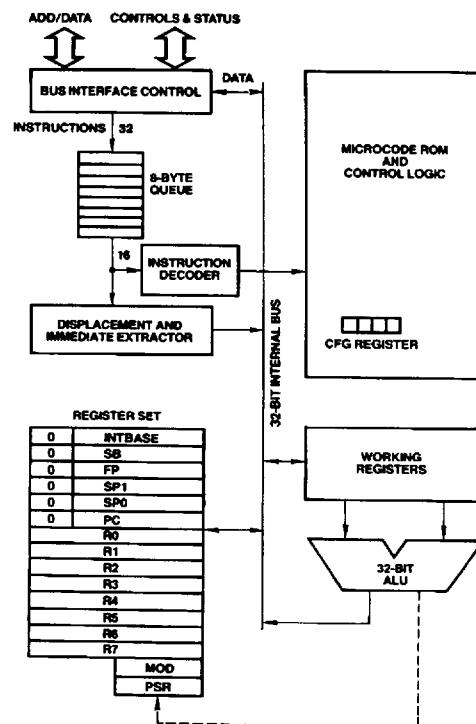 ADD/DATA
CONTROLS & STATUS
BUS INTERFACE CONTROL
DATA
INSTRUCTIONS
32
8-BYTE
QUEUE
16
INSTRUCTION
DECODER
DISPLACEMENT AND
IMMEDIATE EXTRACTOR
MICROCODE ROM
AND
CONTROL LOGIC
CFG REGISTER
32-BIT INTERNAL BUS
REGISTER SET
0 INTBASE
0 SB
0 FP
0 SP1
0 SP0
0 PC
R0
R1
R2
R3
R4
R5
R6
R7
MOD
PSR
WORKING
REGISTERS
32-BIT
ALU